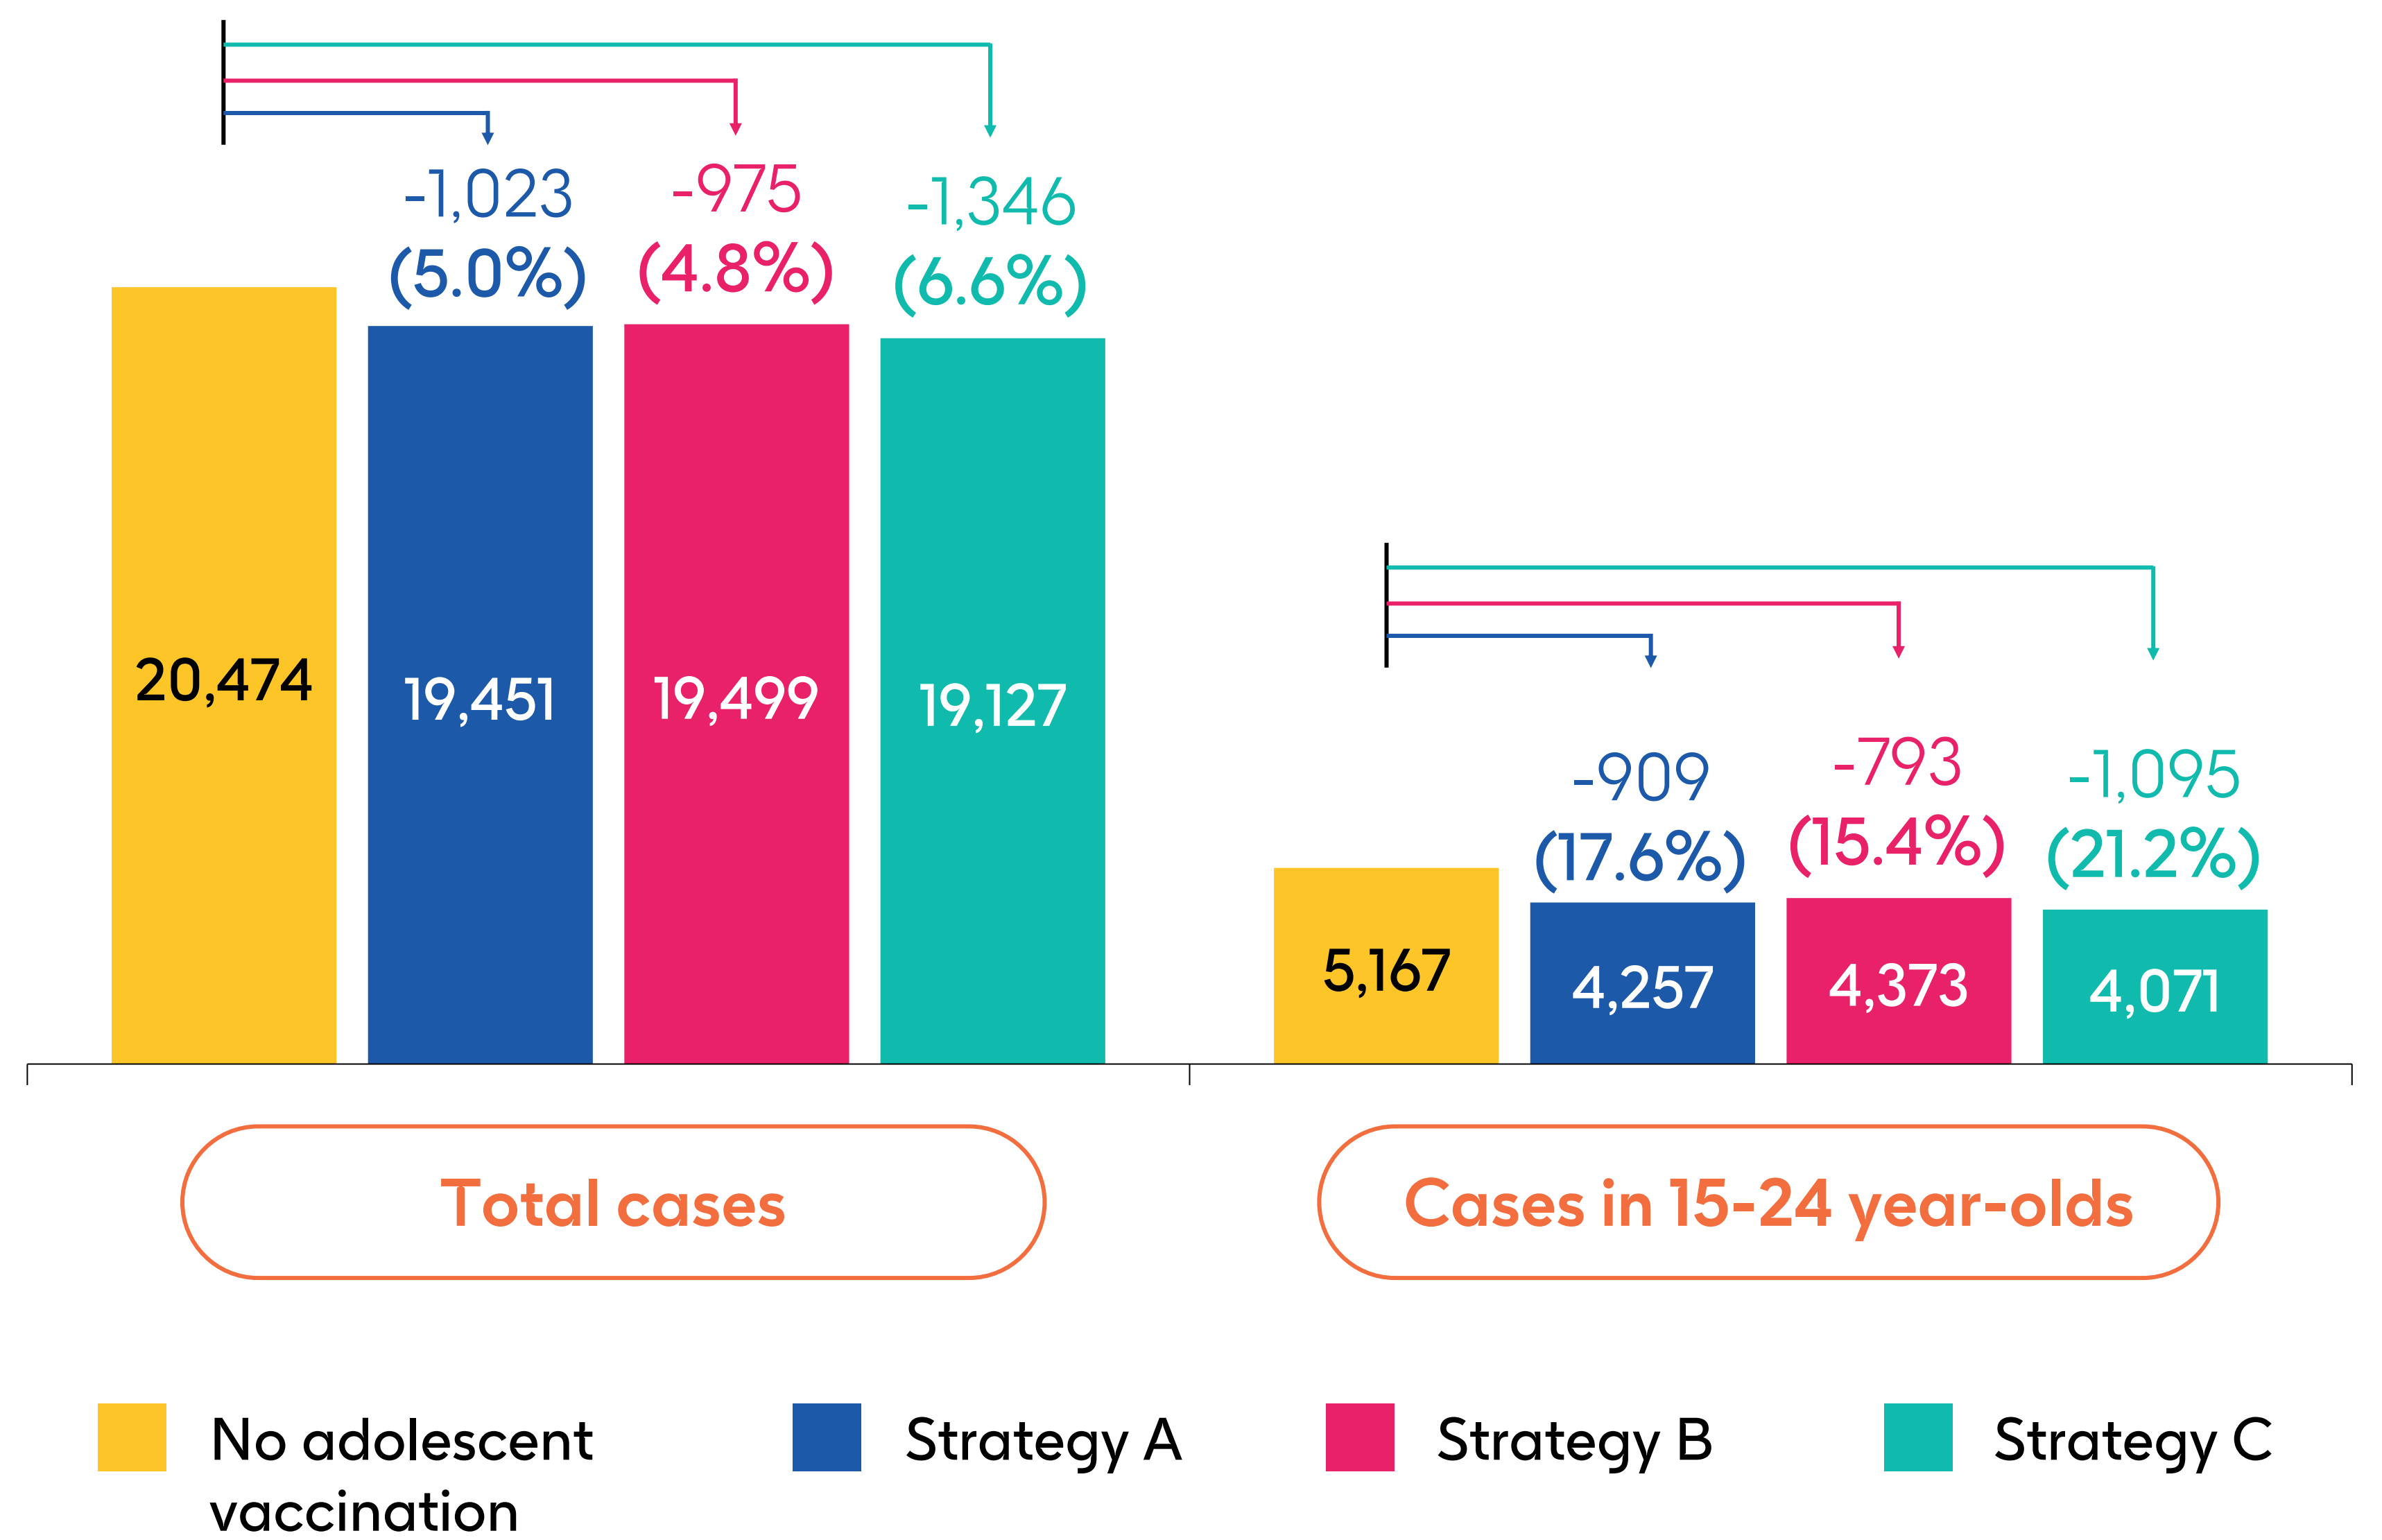 -1,023
(5.0%)
-975
(4.8%)
-1,346
(6.6%)
20,474
19,451
19,499
19,127
-909
(17.6%)
-793
(15.4%)
-1,095
(21.2%)
5,167
4,257
4,373
4,071
Total cases
Cases in 15-24 year-olds
No adolescent
vaccination
Strategy A
Strategy B
Strategy C